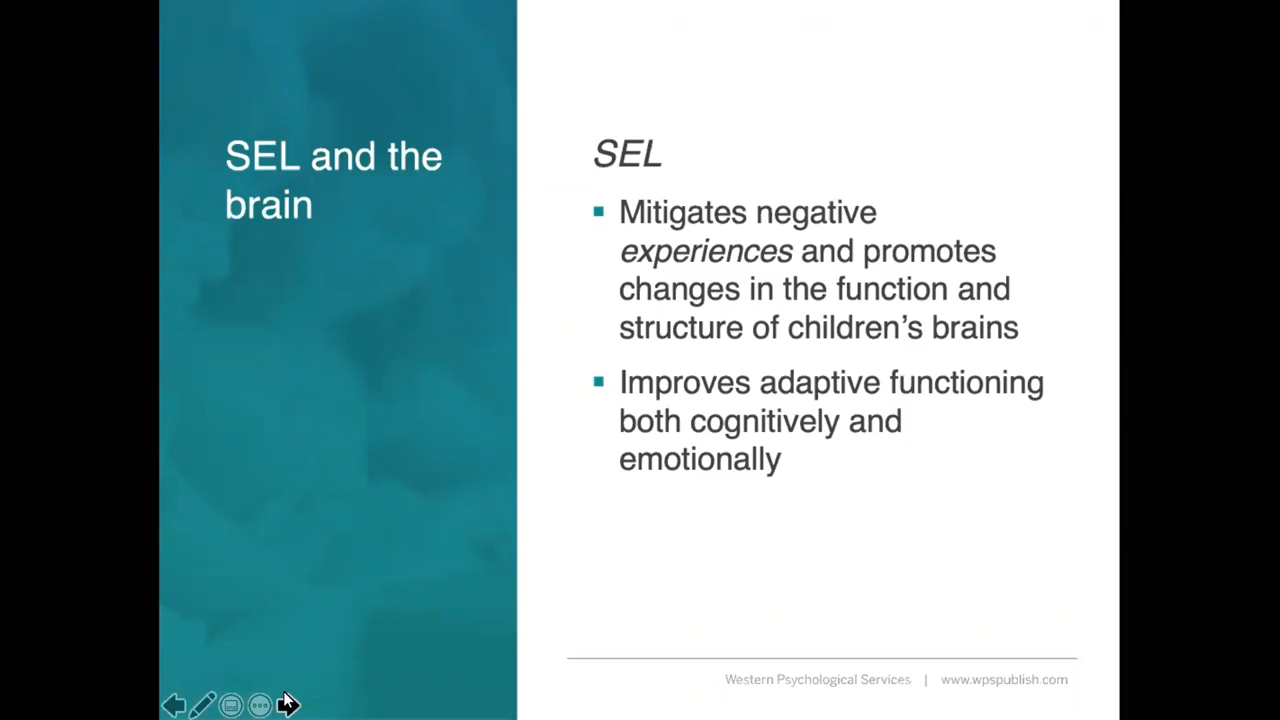 SEL and the
brain
SEL
▪ Mitigates negative
experiences and promotes
changes in the function and
structure of children’s brains
▪ Improves adaptive functioning
both cognitively and
emotionally
Western Psychological Services | www.wpspublish.com